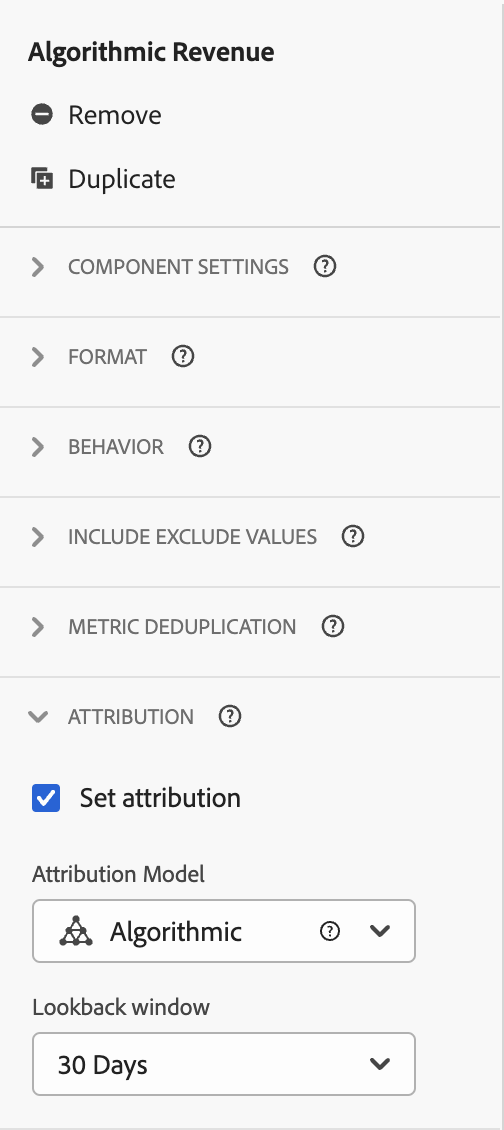 Algorithmic Revenue
Remove
Duplicate
COMPONENT SETTINGS
FORMAT
BEHAVIOR
INCLUDE EXCLUDE VALUES
METRIC DEDUPLICATION
ATTRIBUTION
Set attribution
Attribution Model
Algorithmic
Lookback window
30 Days